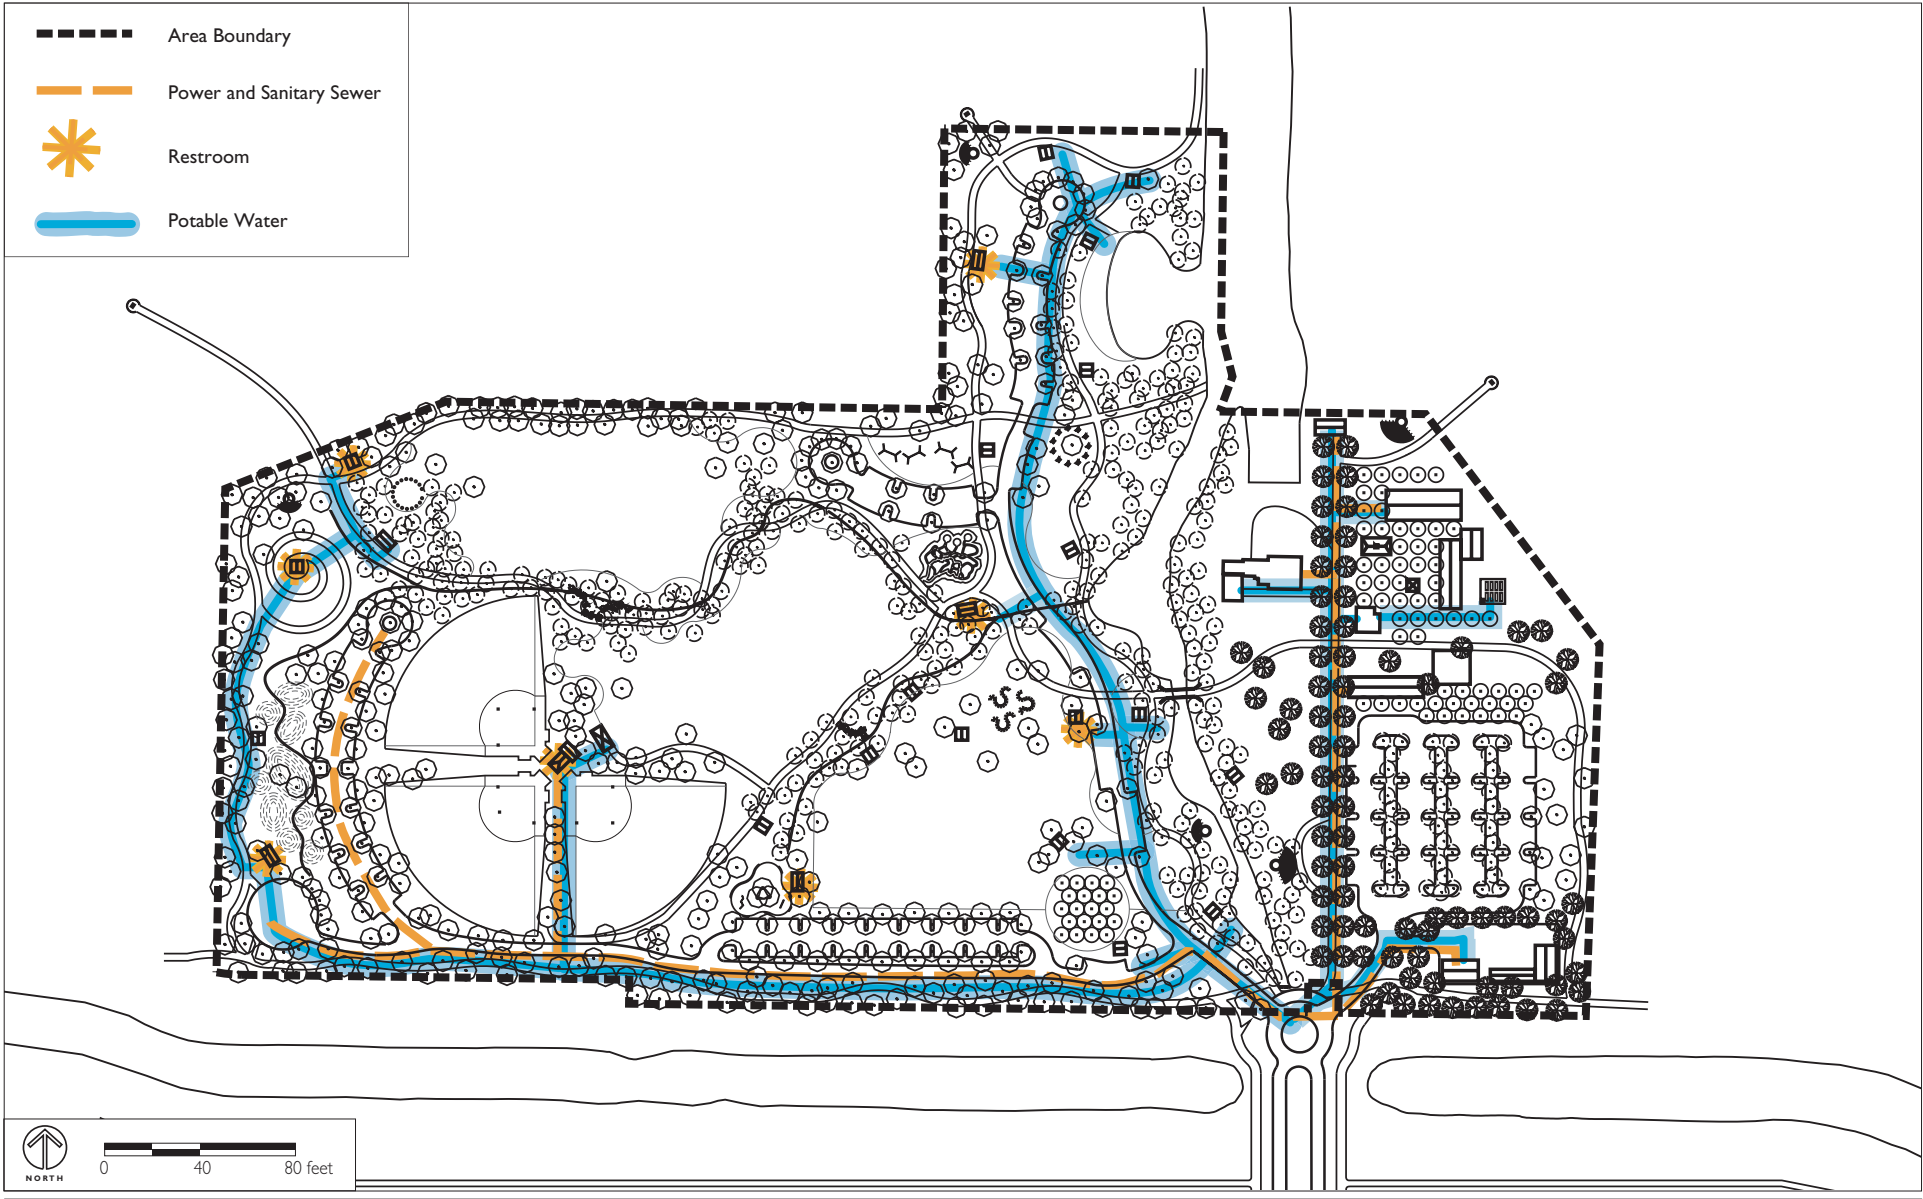 Area Boundary
Power and Sanitary Sewer
Restroom
Potable Water
NORTH
0 40 80 feet